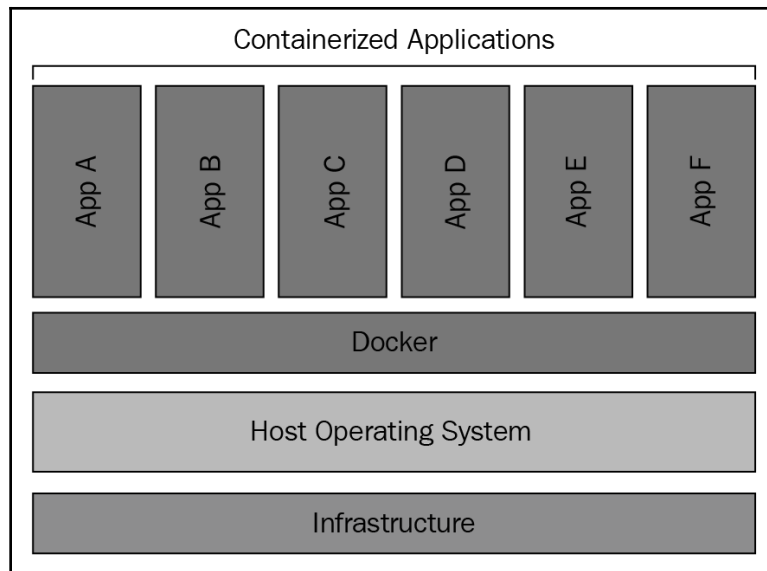 Containerized Applications
App A
App B
App C
App D
App E
App F
Docker
Host Operating System
Infrastructure